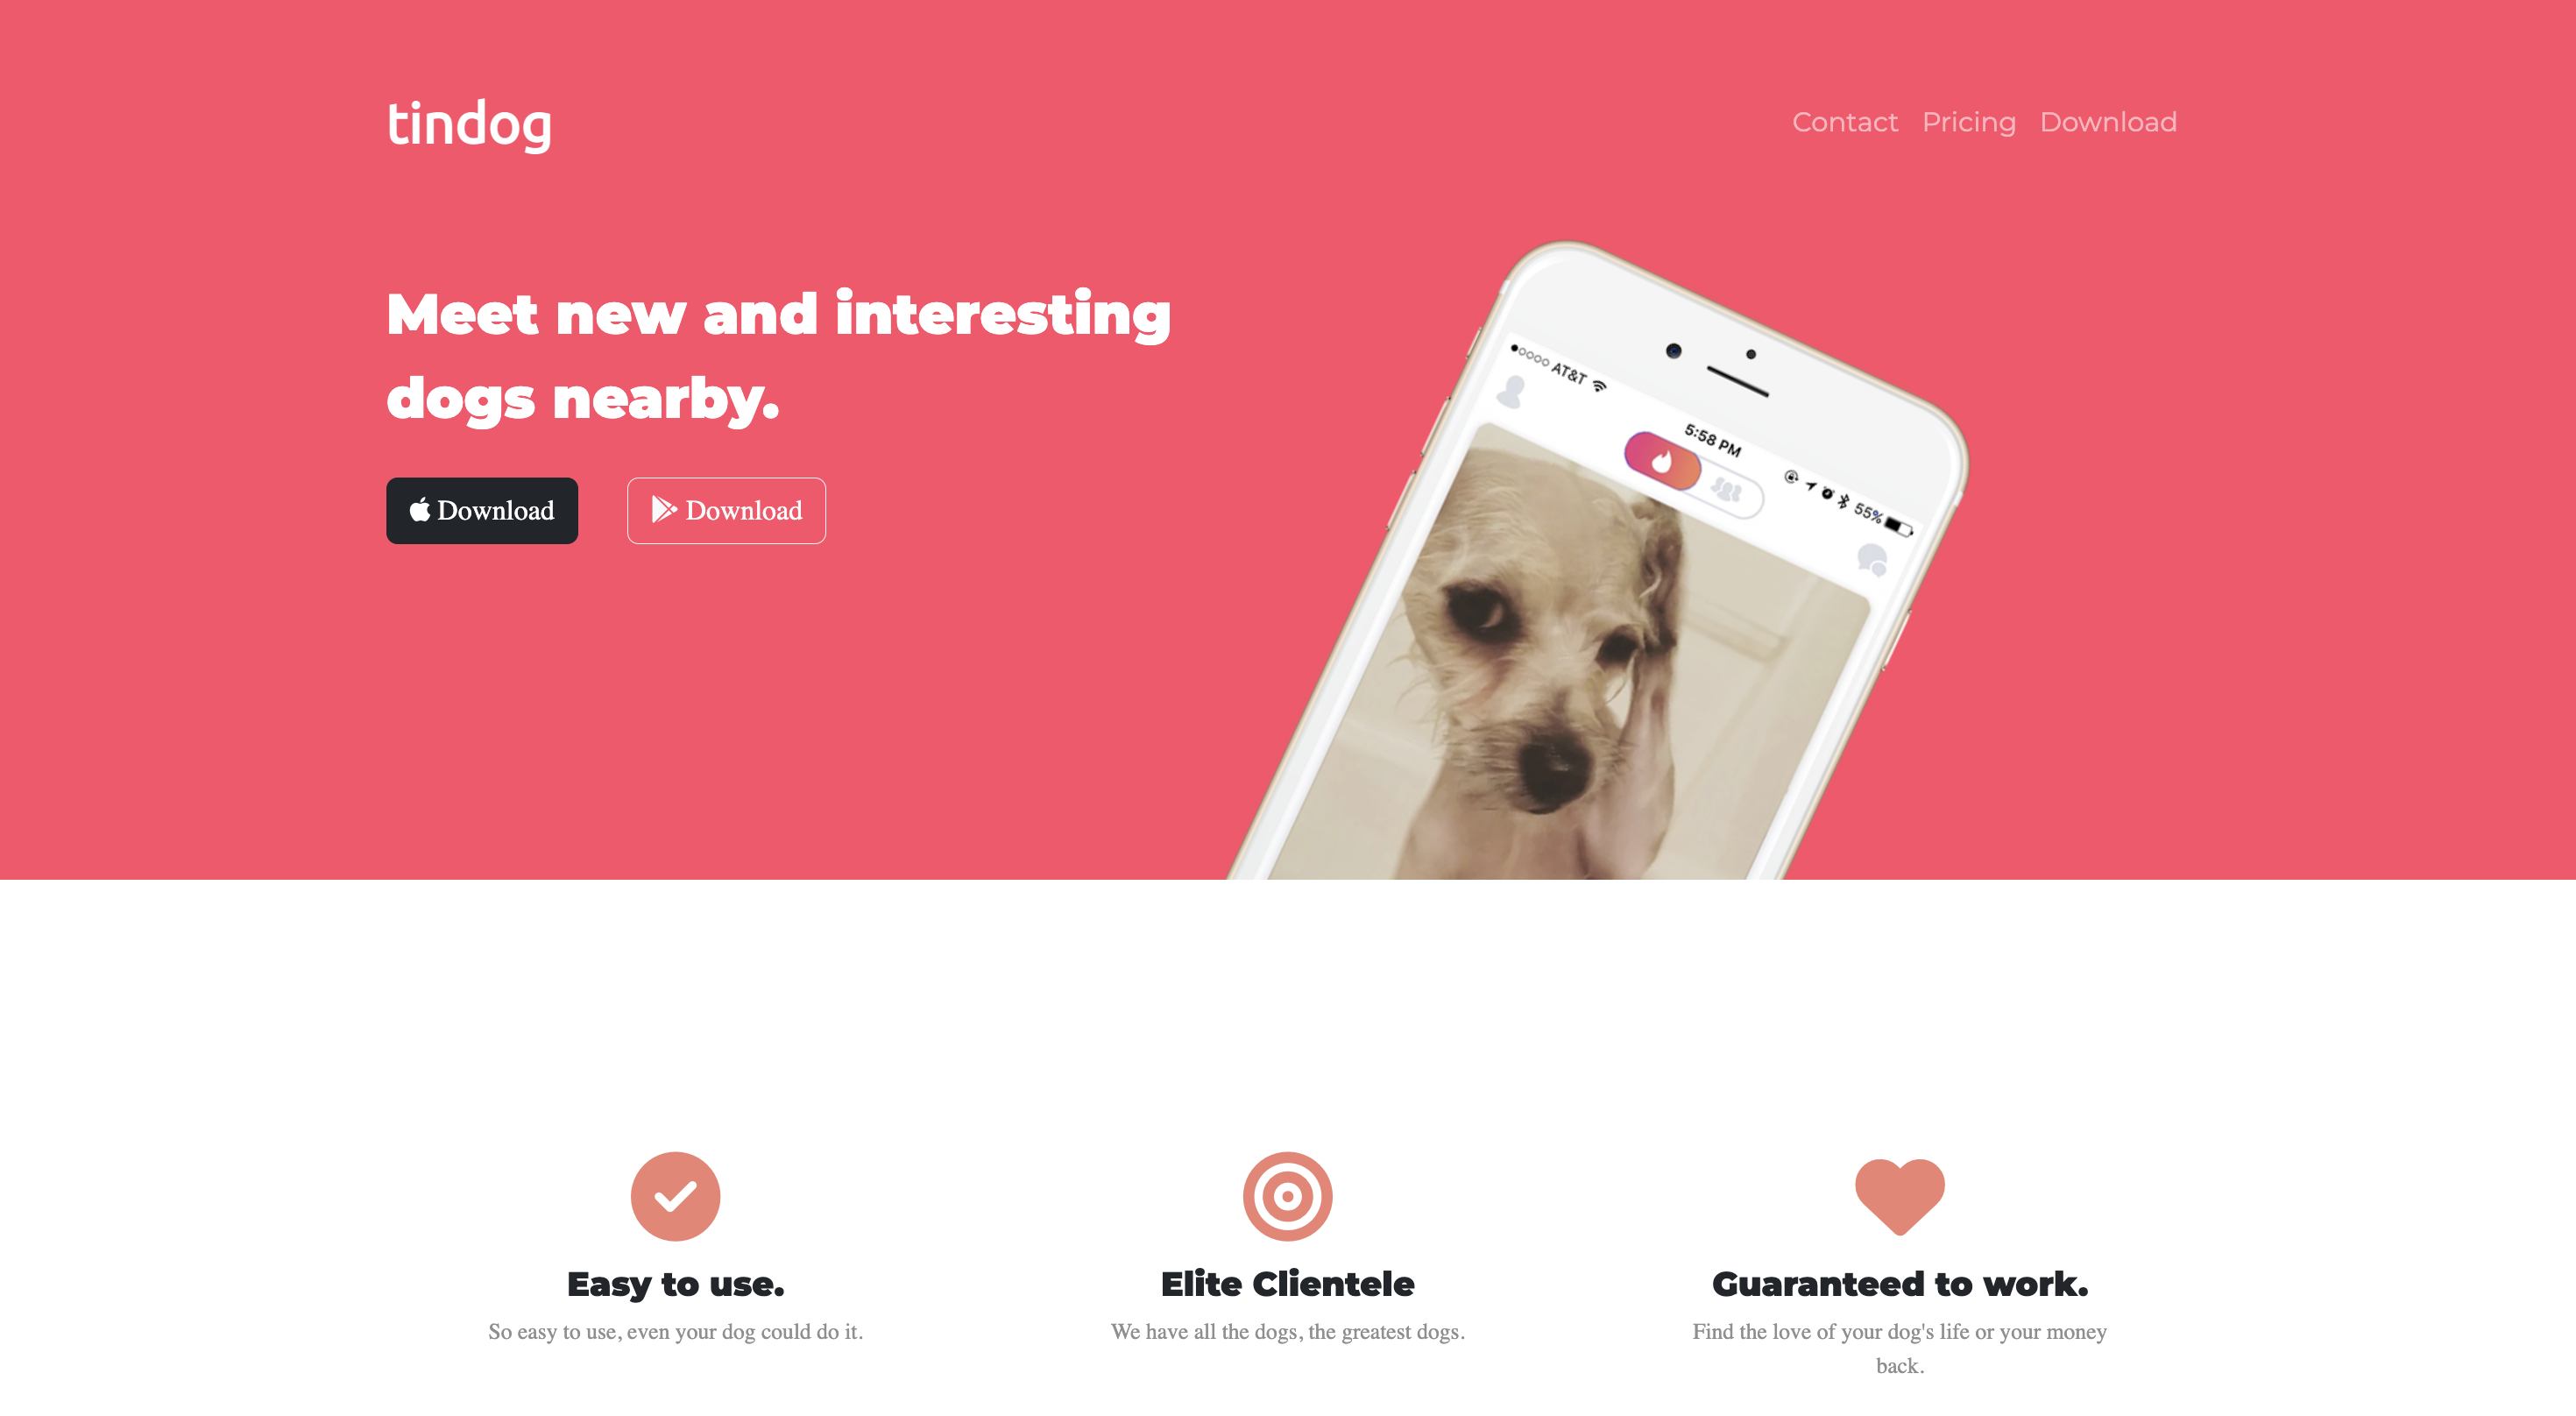 tindog
Contact Pricing Download
Meet new and interesting
dogs nearby.
Download
Download
AT&T
5:58 PM
55%
Easy to use.
So easy to use, even your dog could do it.
Elite Clientele
We have all the dogs, the greatest dogs.
Guaranteed to work.
Find the love of your dog's life or your money
back.